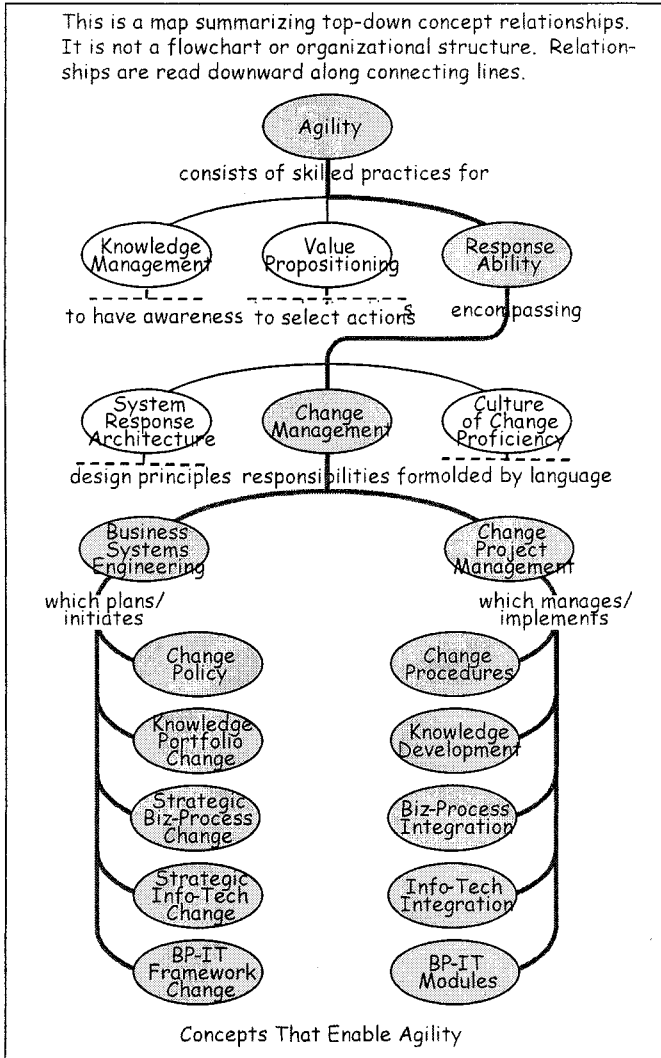 This is a map summarizing top-down concept relationships.
It is not a flowchart or organizational structure. Relation-
ships are read downward along connecting lines.
Agility
consists of skilled practices for
Knowledge
Management
Value
Propositioning
Response
Ability
to have awareness
to select actions
encompassing
System
Response
Architecture
Change
Management
Culture
of Change
Proficiency
design principles
responsibilities for
molded by language
Business
Systems
Engineering
Change
Project
Management
which plans/
initiates
which manages/
implements
Change
Policy
Change
Procedures
Knowledge
Portfolio
Change
Knowledge
Development
Strategic
Biz-Process
Change
Biz-Process
Integration
Strategic
Info-Tech
Change
Info-Tech
Integration
BP-IT
Framework
Change
BP-IT
Modules
Concepts That Enable Agility